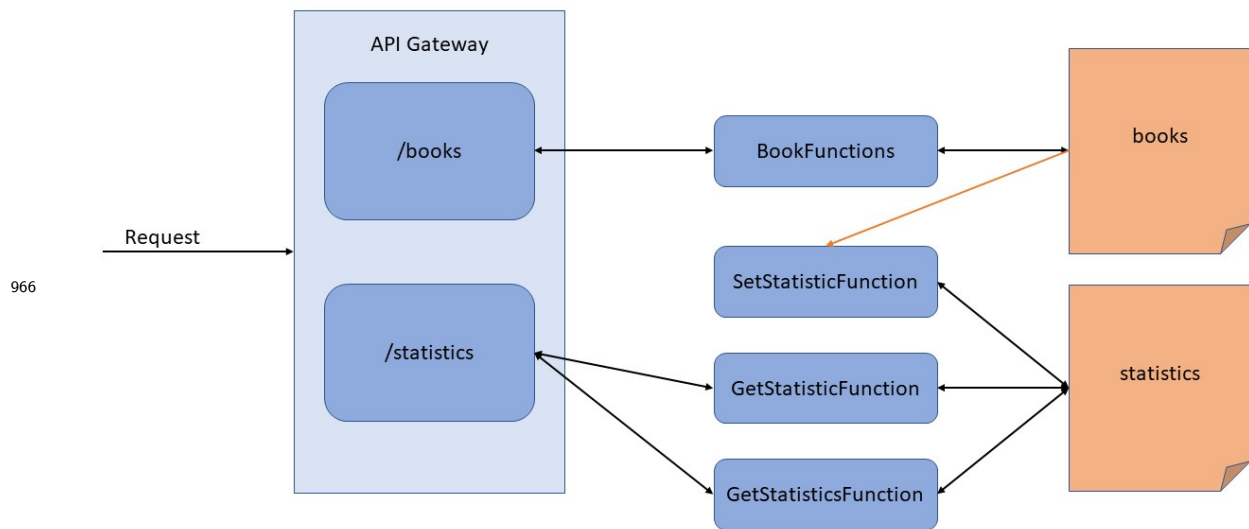 API Gateway
/books
BookFunctions
books
Request
966
SetStatisticFunction
/statistics
GetStatisticFunction
statistics
GetStatisticsFunction